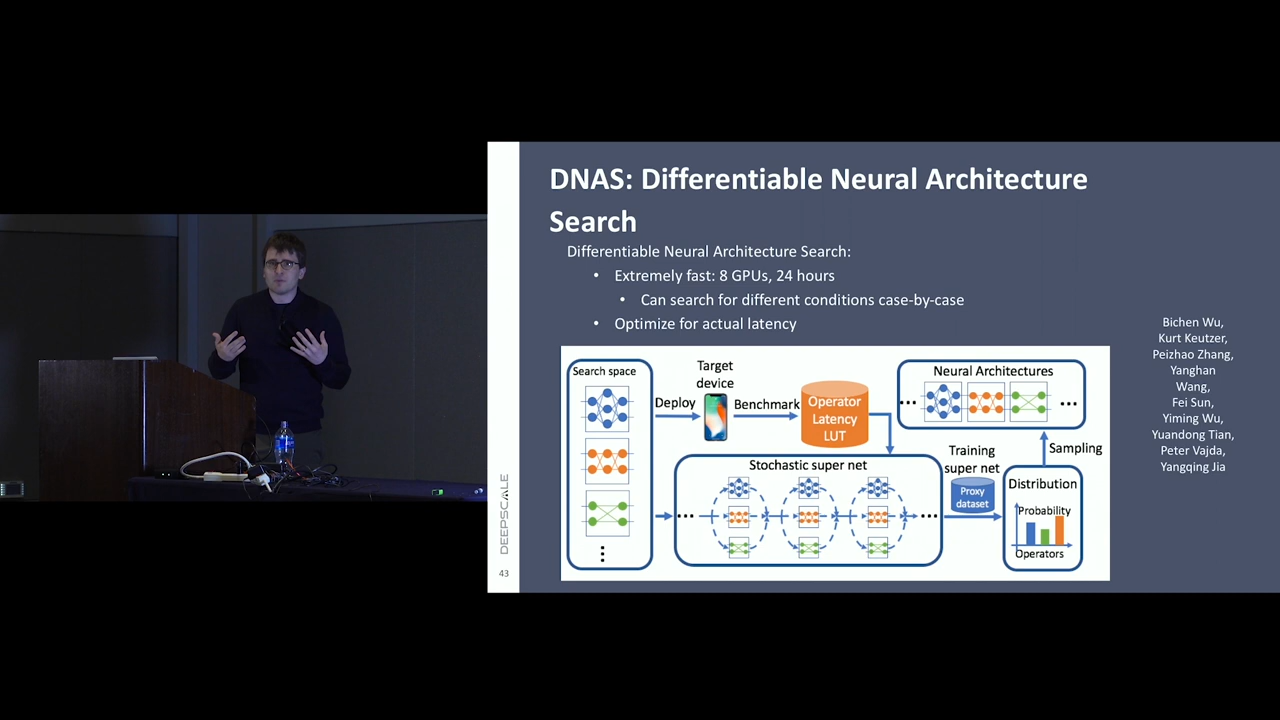 DNAS: Differentiable Neural Architecture
Search
Differentiable Neural Architecture Search:
• Extremely fast: 8 GPUs, 24 hours
• Can search for different conditions case-by-case
• Optimize for actual latency
Bichen Wu,
Kurt Keutzer,
Peizhao Zhang,
Yanghan
Wang,
Fei Sun,
Yiming Wu,
Yuandong Tian,
Peter Vajda,
Yangqing Jia
Search space
Deploy
Target
device
Benchmark
Operator
Latency
LUT
Neural Architectures
Stochastic super net
Training
super net
Proxy
dataset
Sampling
Distribution
Probability
Operators
DEEPSCALE
43